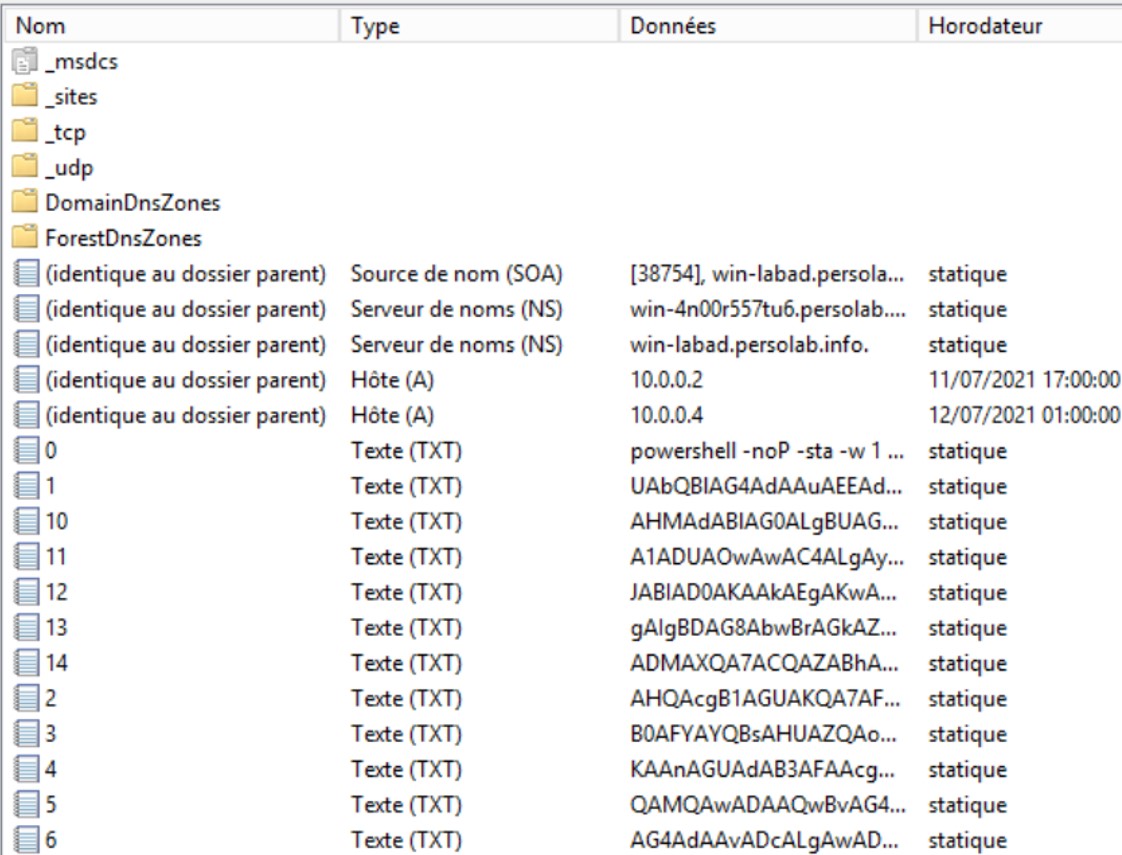 Nom Type Données Horodateur
_msdcs
_sites
_tcp
_udp
DomainDnsZones
ForestDnsZones
(identique au dossier parent) Source de nom (SOA) [38754], win-labad.persola... statique
(identique au dossier parent) Serveur de noms (NS) win-4n00r557tu6.persolab.... statique
(identique au dossier parent) Serveur de noms (NS) win-labad.persolab.info. statique
(identique au dossier parent) Hôte (A) 10.0.0.2 11/07/2021 17:00:00
(identique au dossier parent) Hôte (A) 10.0.0.4 12/07/2021 01:00:00
0 Texte (TXT) powershell -noP -sta -w 1 ... statique
1 Texte (TXT) UAbQBlAG4AdAAuAEEAd... statique
10 Texte (TXT) AHMAdABlAG0ALgBUAG... statique
11 Texte (TXT) A1ADUAOwAwAC4ALgAy... statique
12 Texte (TXT) JABIAD0AKAAkAEgAKwA... statique
13 Texte (TXT) gAIgBDAG8AbwBrAGkAZ... statique
14 Texte (TXT) ADMAXQA7ACQAZABhA... statique
2 Texte (TXT) AHQAcgB1AGUAKQA7AF... statique
3 Texte (TXT) B0AFYAYQBsAHUAZQAo... statique
4 Texte (TXT) KAAnAGUAdAB3AFAAcg... statique
5 Texte (TXT) QAMQAwADAAQwBvAG4... statique
6 Texte (TXT) AG4AdAAvADcALgAwAD... statique